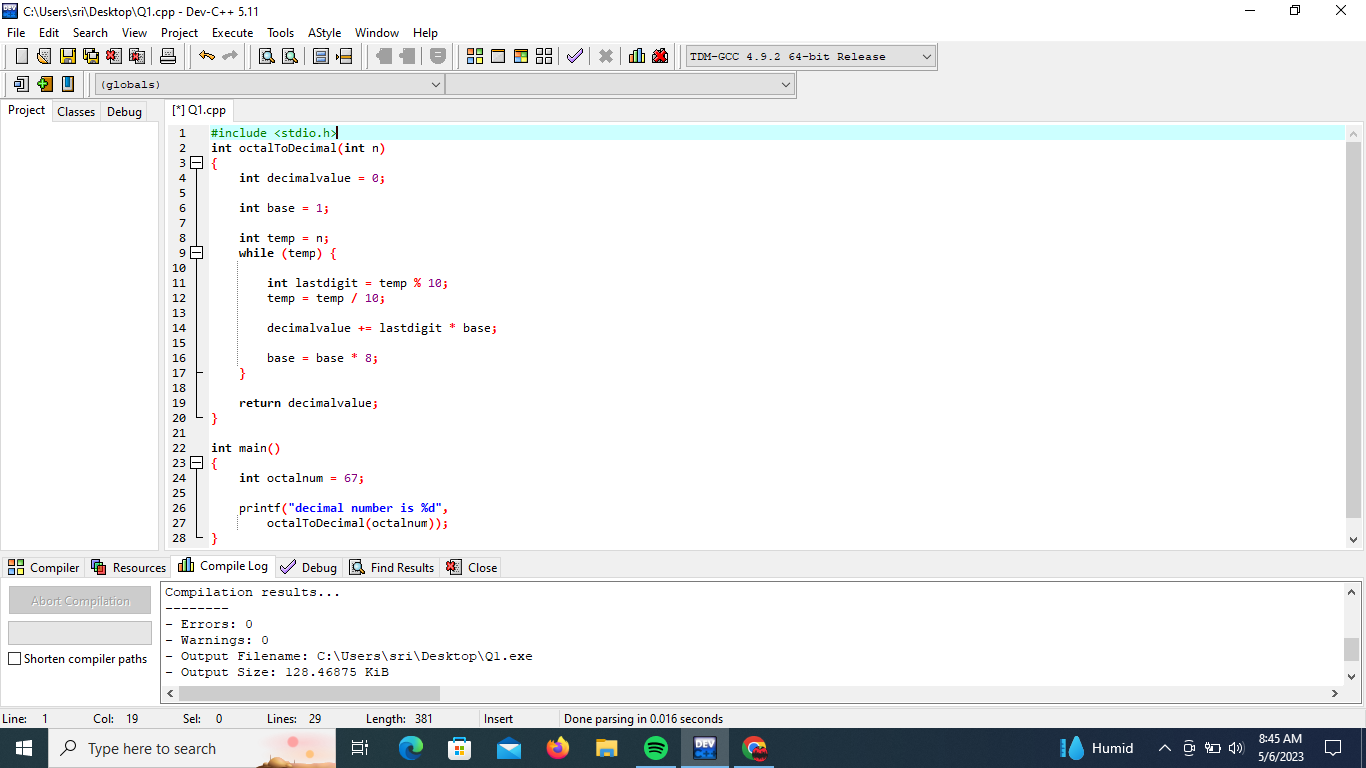 C:\Users\sri\Desktop\Q1.cpp - Dev-C++ 5.11
File Edit Search View Project Execute Tools AStyle Window Help
TDM-GCC 4.9.2 64-bit Release
(globals)
Project Classes Debug [*] Q1.cpp
1 #include <stdio.h>
2 int octalToDecimal(int n)
3 {
4 int decimalvalue = 0;
5
6 int base = 1;
7
8 int temp = n;
9 while (temp) {
10
11 int lastdigit = temp % 10;
12 temp = temp / 10;
13
14 decimalvalue += lastdigit * base;
15
16 base = base * 8;
17 }
18
19 return decimalvalue;
20 }
21
22 int main()
23 {
24 int octalnum = 67;
25
26 printf("decimal number is %d",
27 octalToDecimal(octalnum));
28 }
Compiler Resources Compile Log Debug Find Results Close
Abort Compilation
Shorten compiler paths
Compilation results...
--------
- Errors: 0
- Warnings: 0
- Output Filename: C:\Users\sri\Desktop\Q1.exe
- Output Size: 128.46875 KiB
Line: 1 Col: 19 Sel: 0 Lines: 29 Length: 381 Insert Done parsing in 0.016 seconds
Type here to search
DEV
Humid
8:45 AM
5/6/2023